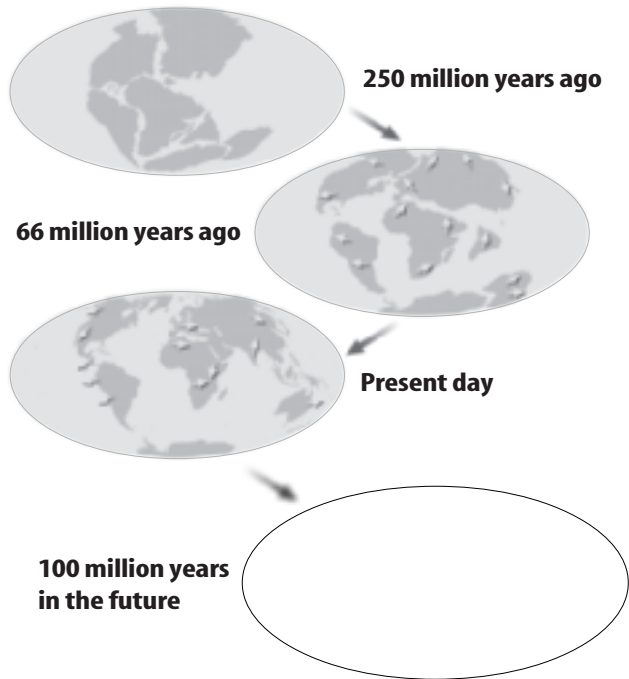 250 million years ago
66 million years ago
Present day
100 million years
in the future